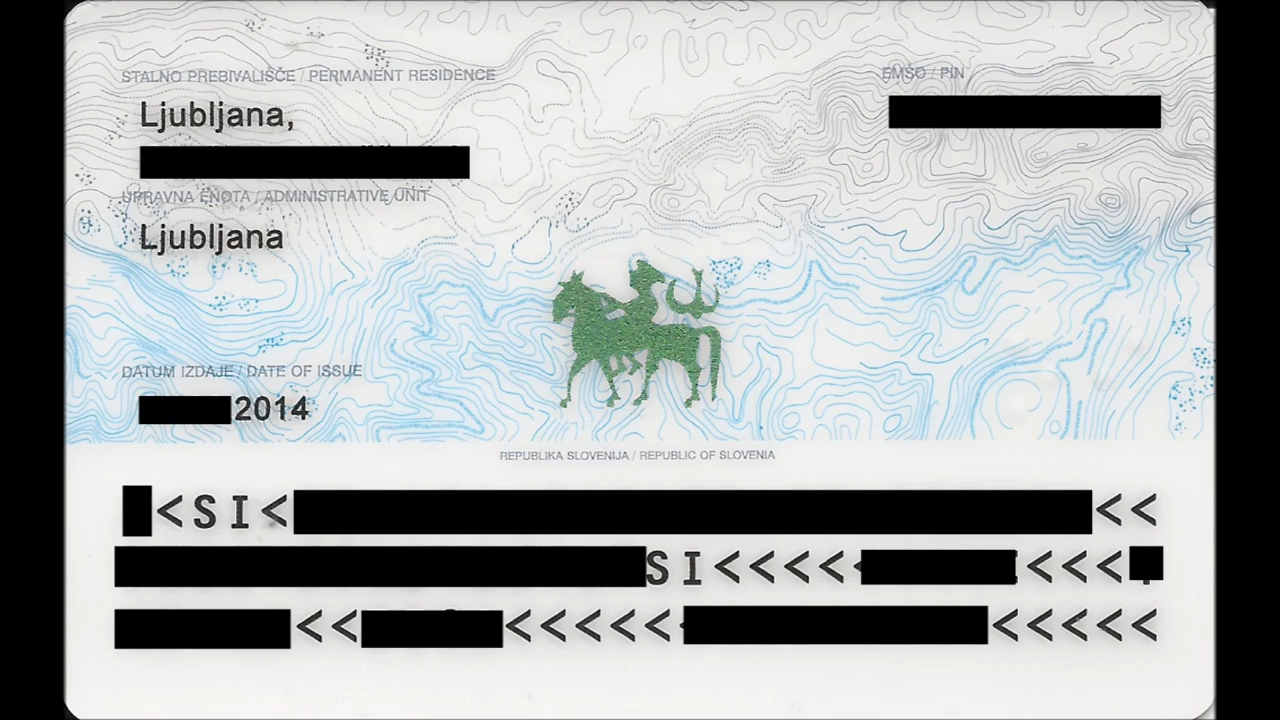 STALNO PREBIVALIŠČE / PERMANENT RESIDENCE
EMŠO / PIN
Ljubljana,
UPRAVNA ENOTA / ADMINISTRATIVE UNIT
Ljubljana
DATUM IZDAJE / DATE OF ISSUE
2014
REPUBLIKA SLOVENIJA / REPUBLIC OF SLOVENIA
<SI< <<
SI<<<<< <<<
<< <<<<< <<<<<